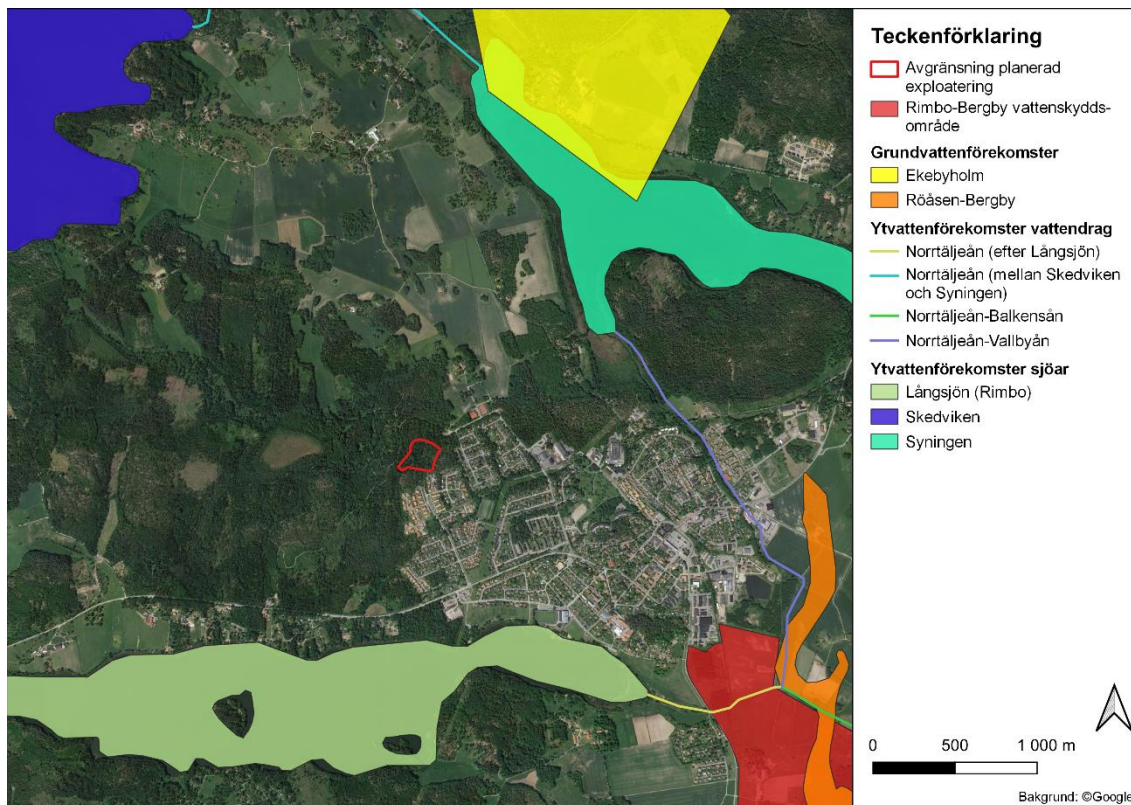 Teckenförklaring
Avgränsning planerad
exploatering
Rimbo-Bergby vattenskydds-
område
Grundvattenförekomster
Ekebyholm
Röåsen-Bergby
Ytvattenförekomster vattendrag
Norrtäljeån (efter Långsjön)
Norrtäljeån (mellan Skedviken
och Syningen)
Norrtäljeån-Balkensån
Norrtäljeån-Vallbyån
Ytvattenförekomster sjöar
Långsjön (Rimbo)
Skedviken
Syningen
0 500 1 000 m
Bakgrund: ©Google